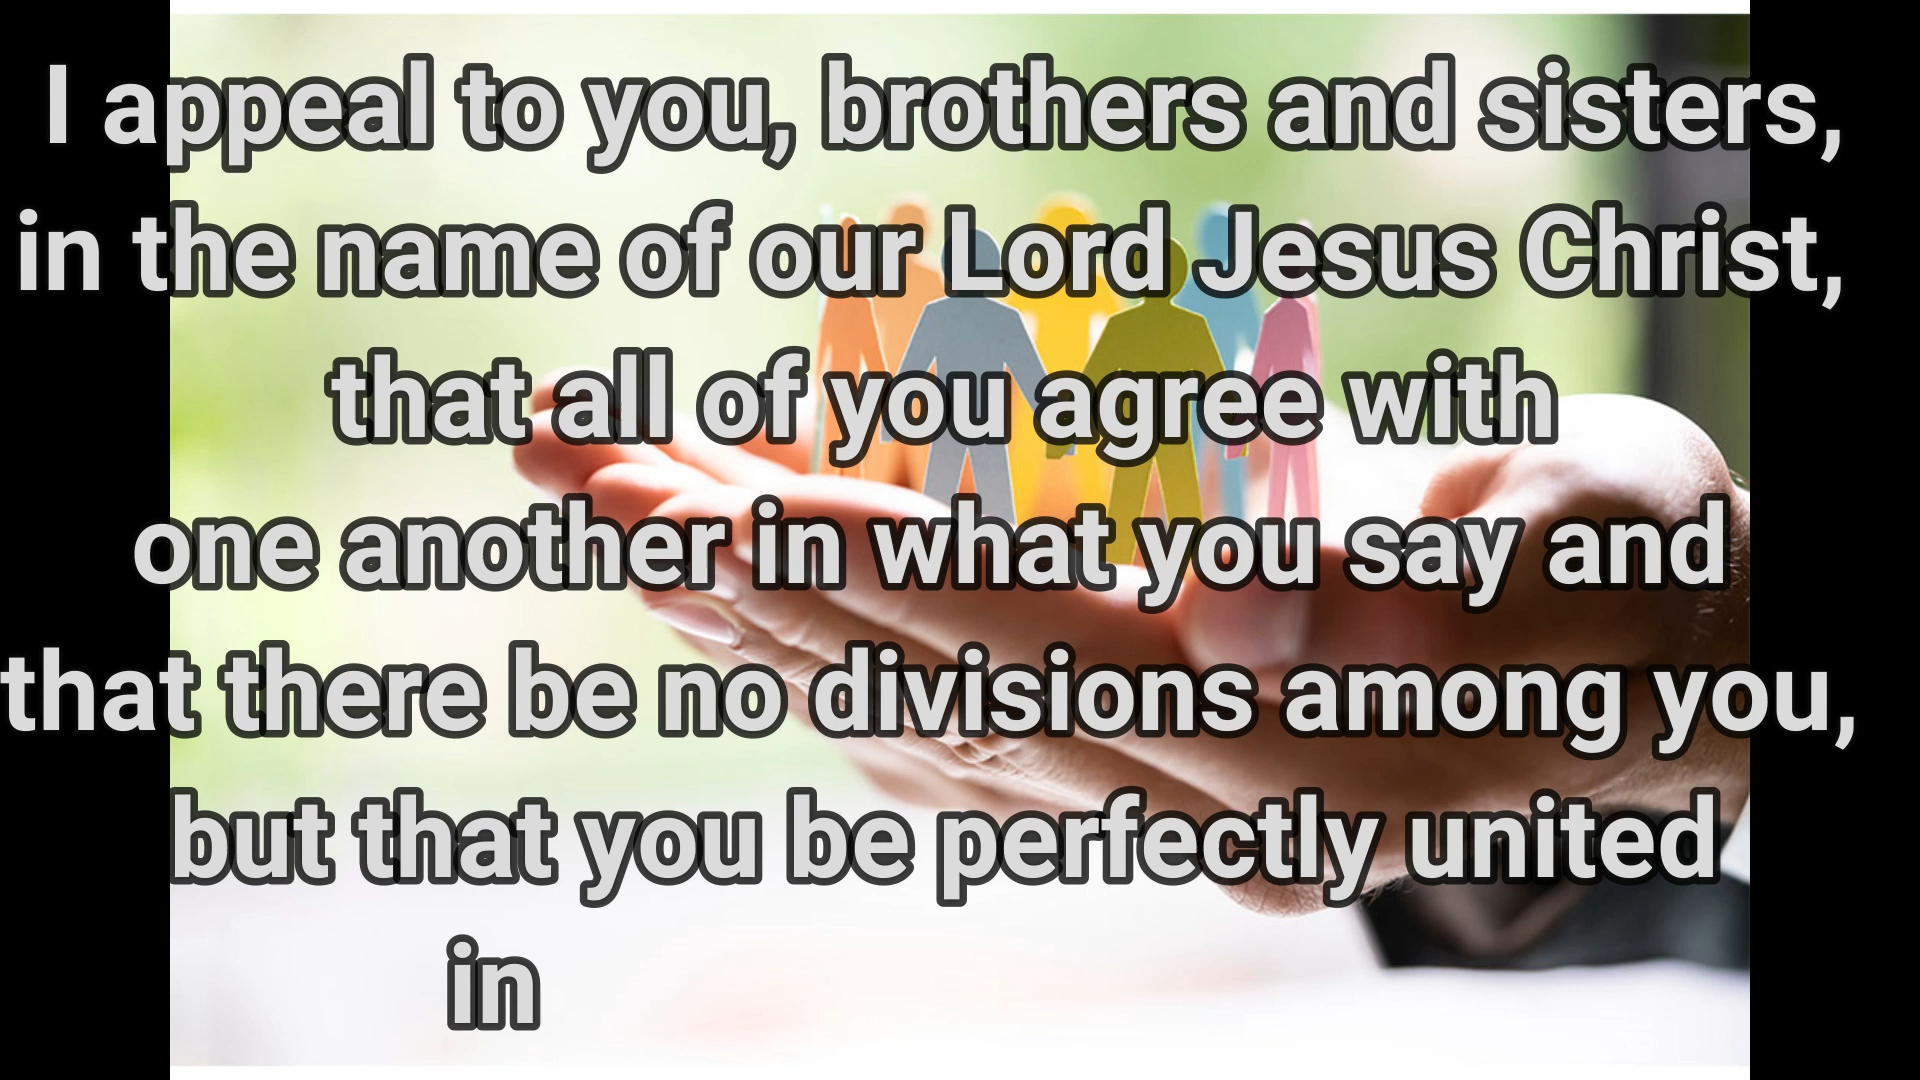 I appeal to you, brothers and sisters,
in the name of our Lord Jesus Christ,
that all of you agree with
one another in what you say and
that there be no divisions among you,
but that you be perfectly united
in